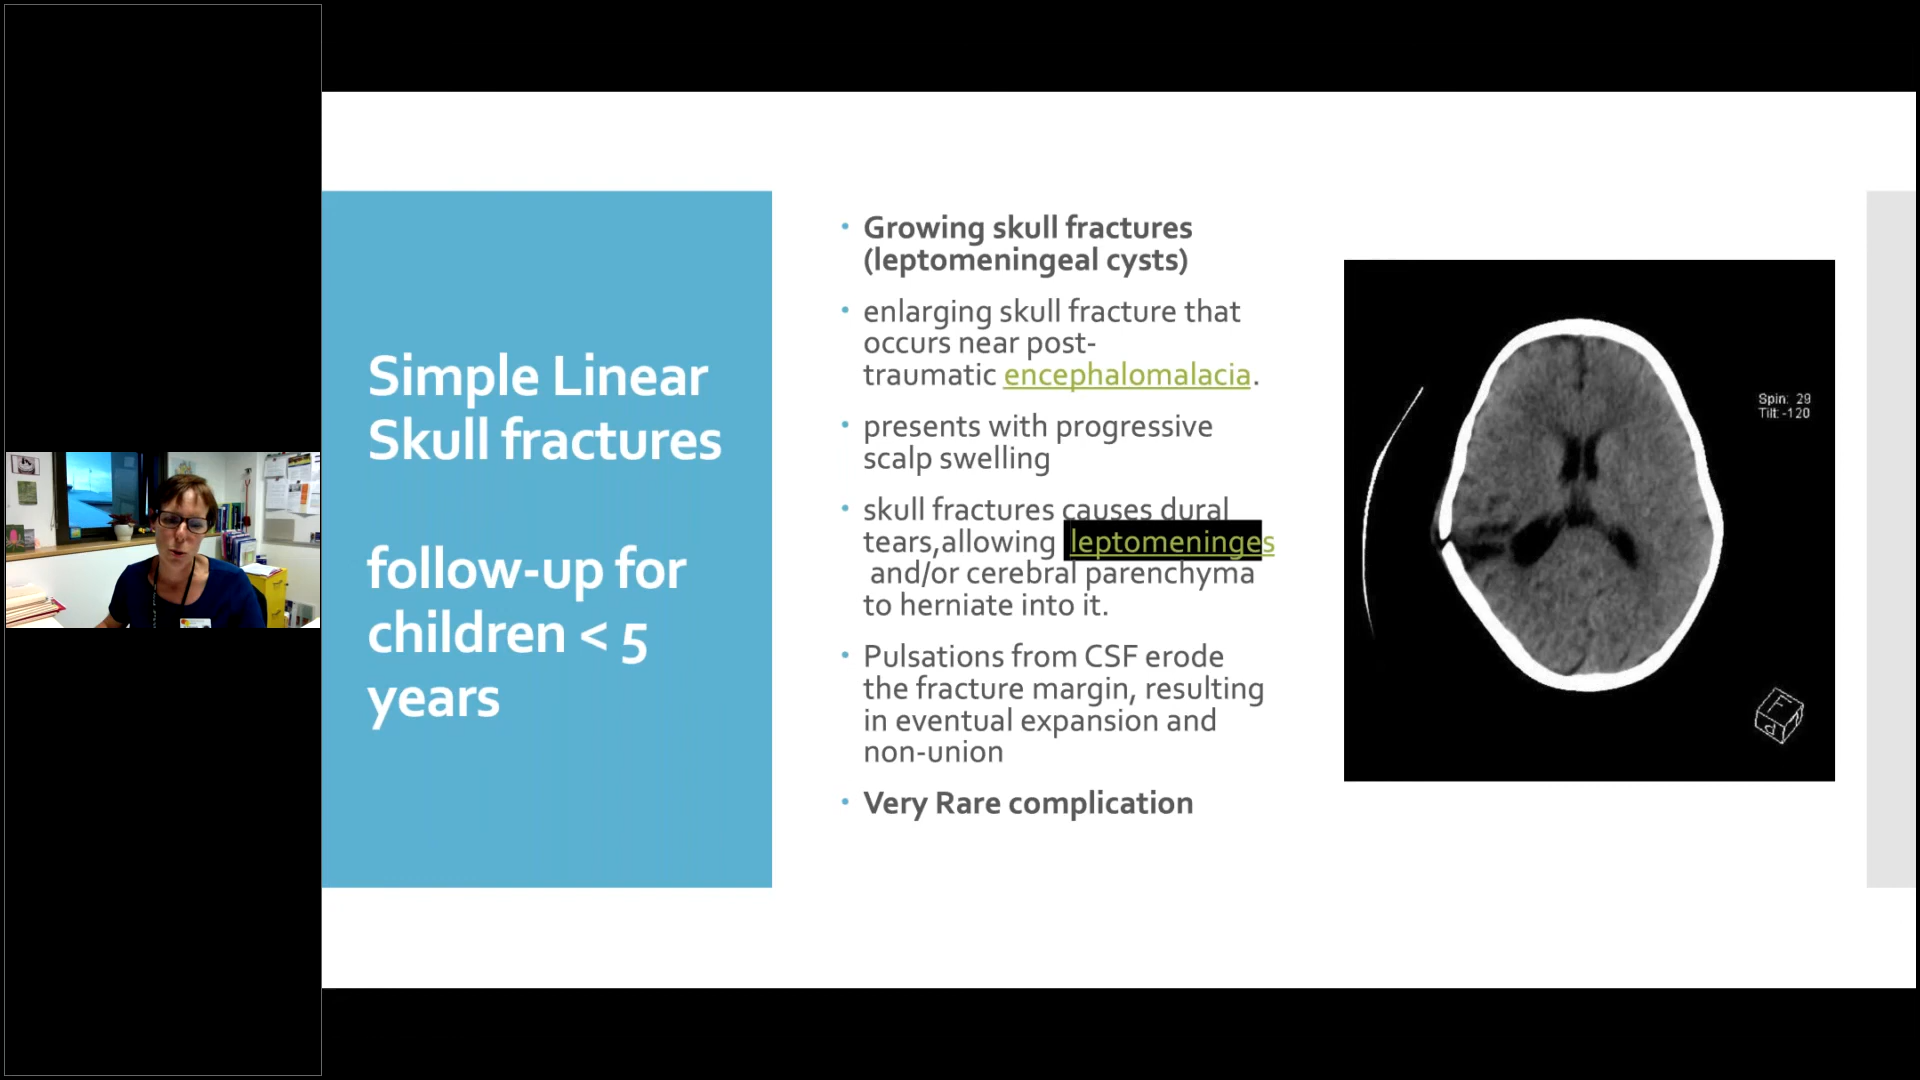 Simple Linear
Skull fractures
follow-up for
children < 5
years
• Growing skull fractures
(leptomeningeal cysts)
• enlarging skull fracture that
occurs near post-
traumatic encephalomalacia.
• presents with progressive
scalp swelling
• skull fractures causes dural
tears,allowing leptomeninges
and/or cerebral parenchyma
to herniate into it.
• Pulsations from CSF erode
the fracture margin, resulting
in eventual expansion and
non-union
• Very Rare complication
Spin: 29
Tilt: -120
F